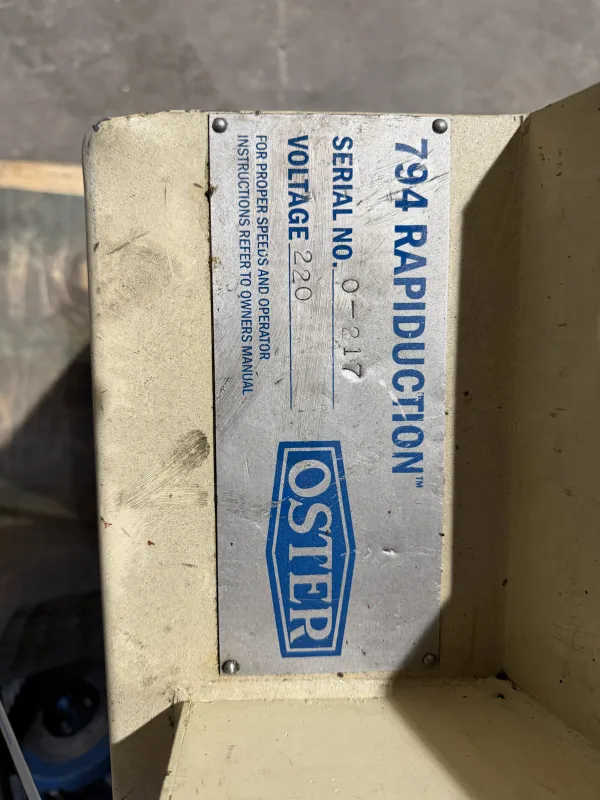 794 RAPIDUCTION™
SERIAL NO. 0-217
VOLTAGE 220
FOR PROPER SPEEDS AND OPERATOR
INSTRUCTIONS REFER TO OWNERS MANUAL
OSTER